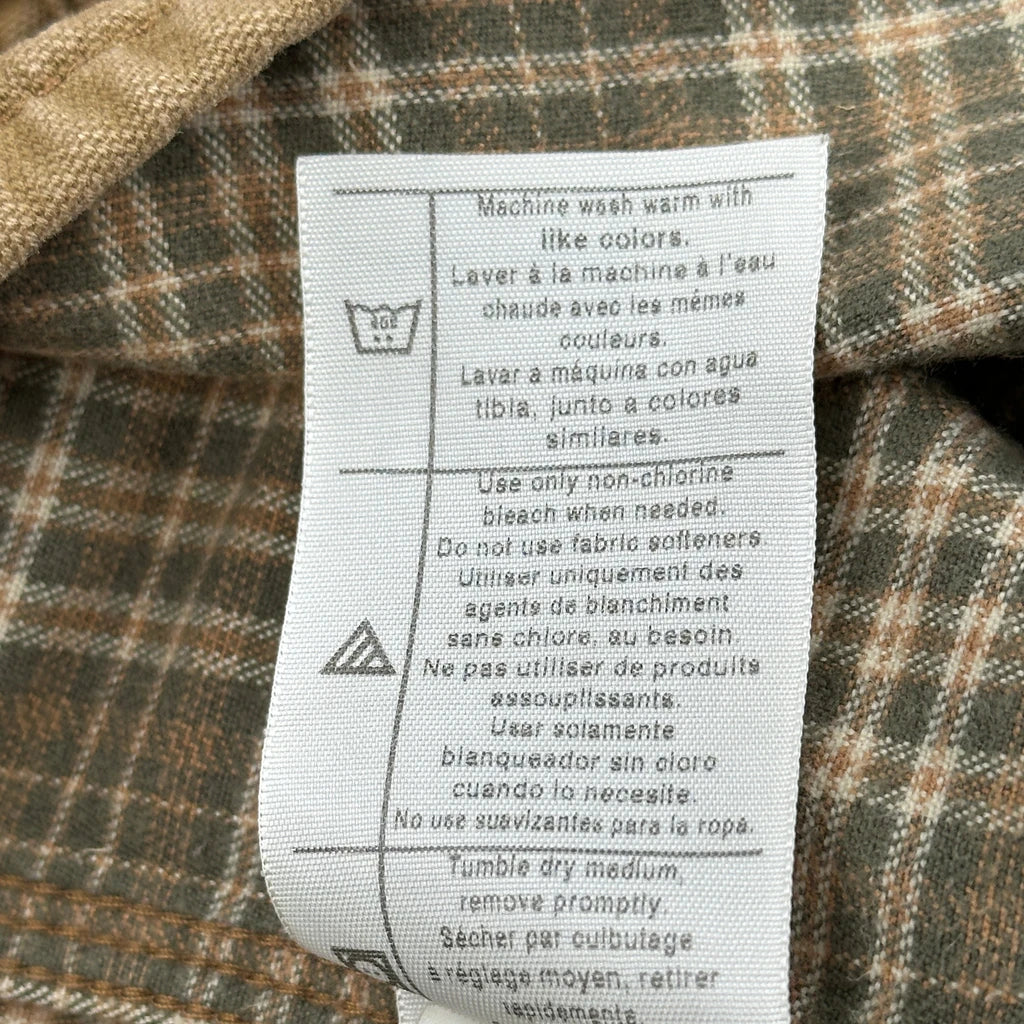 Machine wash warm with
like colors.
Laver à la machine à l'eau
chaude avec les mêmes
couleurs.
Lavar a máquina con agua
tibia, junto a colores
similares.
Use only non-chlorine
bleach when needed.
Do not use fabric softeners
Utiliser uniquement des
agents de blanchiment
sans chlore, au besoin.
Ne pas utiliser de produits
assouplissants.
Usar solamente
blanqueador sin cloro
cuando lo necesite.
No use suavizantes para la ropa.
Tumble dry medium,
remove promptly.
Sécher par culbutage
à réglage moyen, retirer